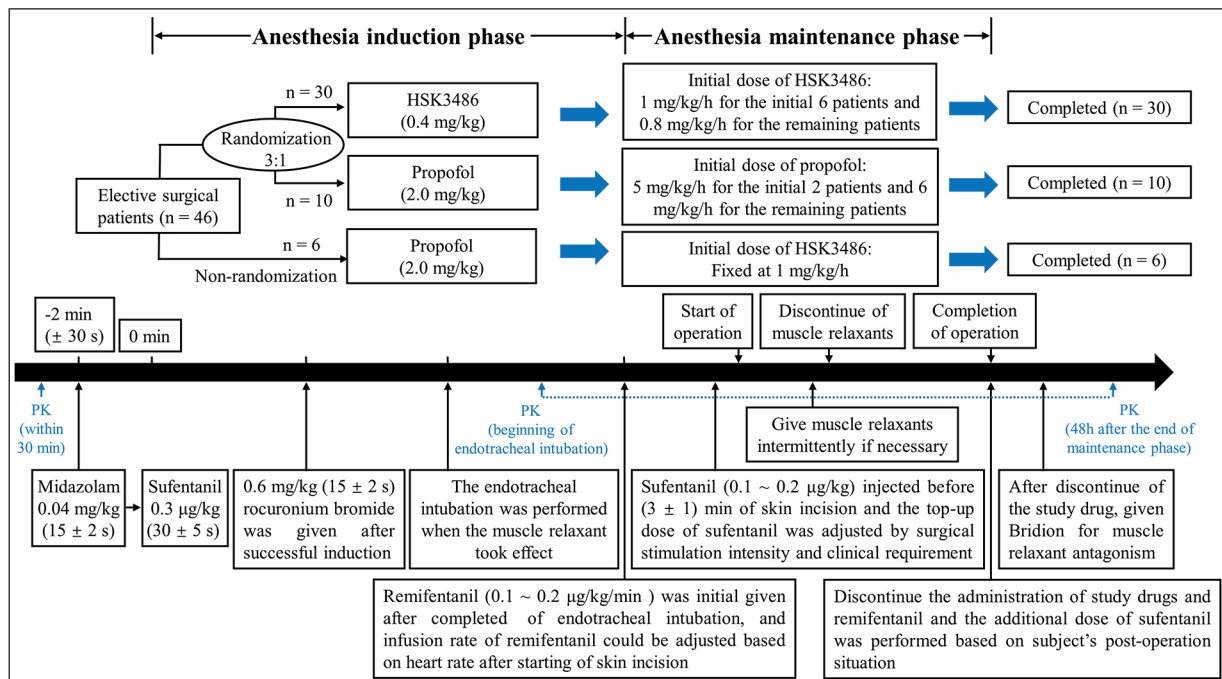 Anesthesia induction phase
Anesthesia maintenance phase
n = 30
HSK3486
(0.4 mg/kg)
Initial dose of HSK3486:
1 mg/kg/h for the initial 6 patients and
0.8 mg/kg/h for the remaining patients
Completed (n = 30)
Randomization
3:1
Elective surgical
patients (n = 46)
n = 10
Propofol
(2.0 mg/kg)
Initial dose of propofol:
5 mg/kg/h for the initial 2 patients and 6
mg/kg/h for the remaining patients
Completed (n = 10)
n = 6
Non-randomization
Propofol
(2.0 mg/kg)
Initial dose of HSK3486:
Fixed at 1 mg/kg/h
Completed (n = 6)
-2 min
(± 30 s)
0 min
Start of
operation
Discontinue of
muscle relaxants
Completion
of operation
PK
(within
30 min)
PK
(beginning of
endotracheal intubation)
Give muscle relaxants
intermittently if necessary
PK
(48h after the end of
maintenance phase)
Midazolam
0.04 mg/kg
(15 ± 2 s)
Sufentanil
0.3 μg/kg
(30 ± 5 s)
0.6 mg/kg (15 ± 2 s)
rocuronium bromide
was given after
successful induction
The endotracheal
intubation was performed
when the muscle relaxant
took effect
Sufentanil (0.1 ~ 0.2 μg/kg) injected before
(3 ± 1) min of skin incision and the top-up
dose of sufentanil was adjusted by surgical
stimulation intensity and clinical requirement
After discontinue of
the study drug, given
Bridion for muscle
relaxant antagonism
Remifentanil (0.1 ~ 0.2 μg/kg/min ) was initial given
after completed of endotracheal intubation, and
infusion rate of remifentanil could be adjusted based
on heart rate after starting of skin incision
Discontinue the administration of study drugs and
remifentanil and the additional dose of sufentanil
was performed based on subject's post-operation
situation